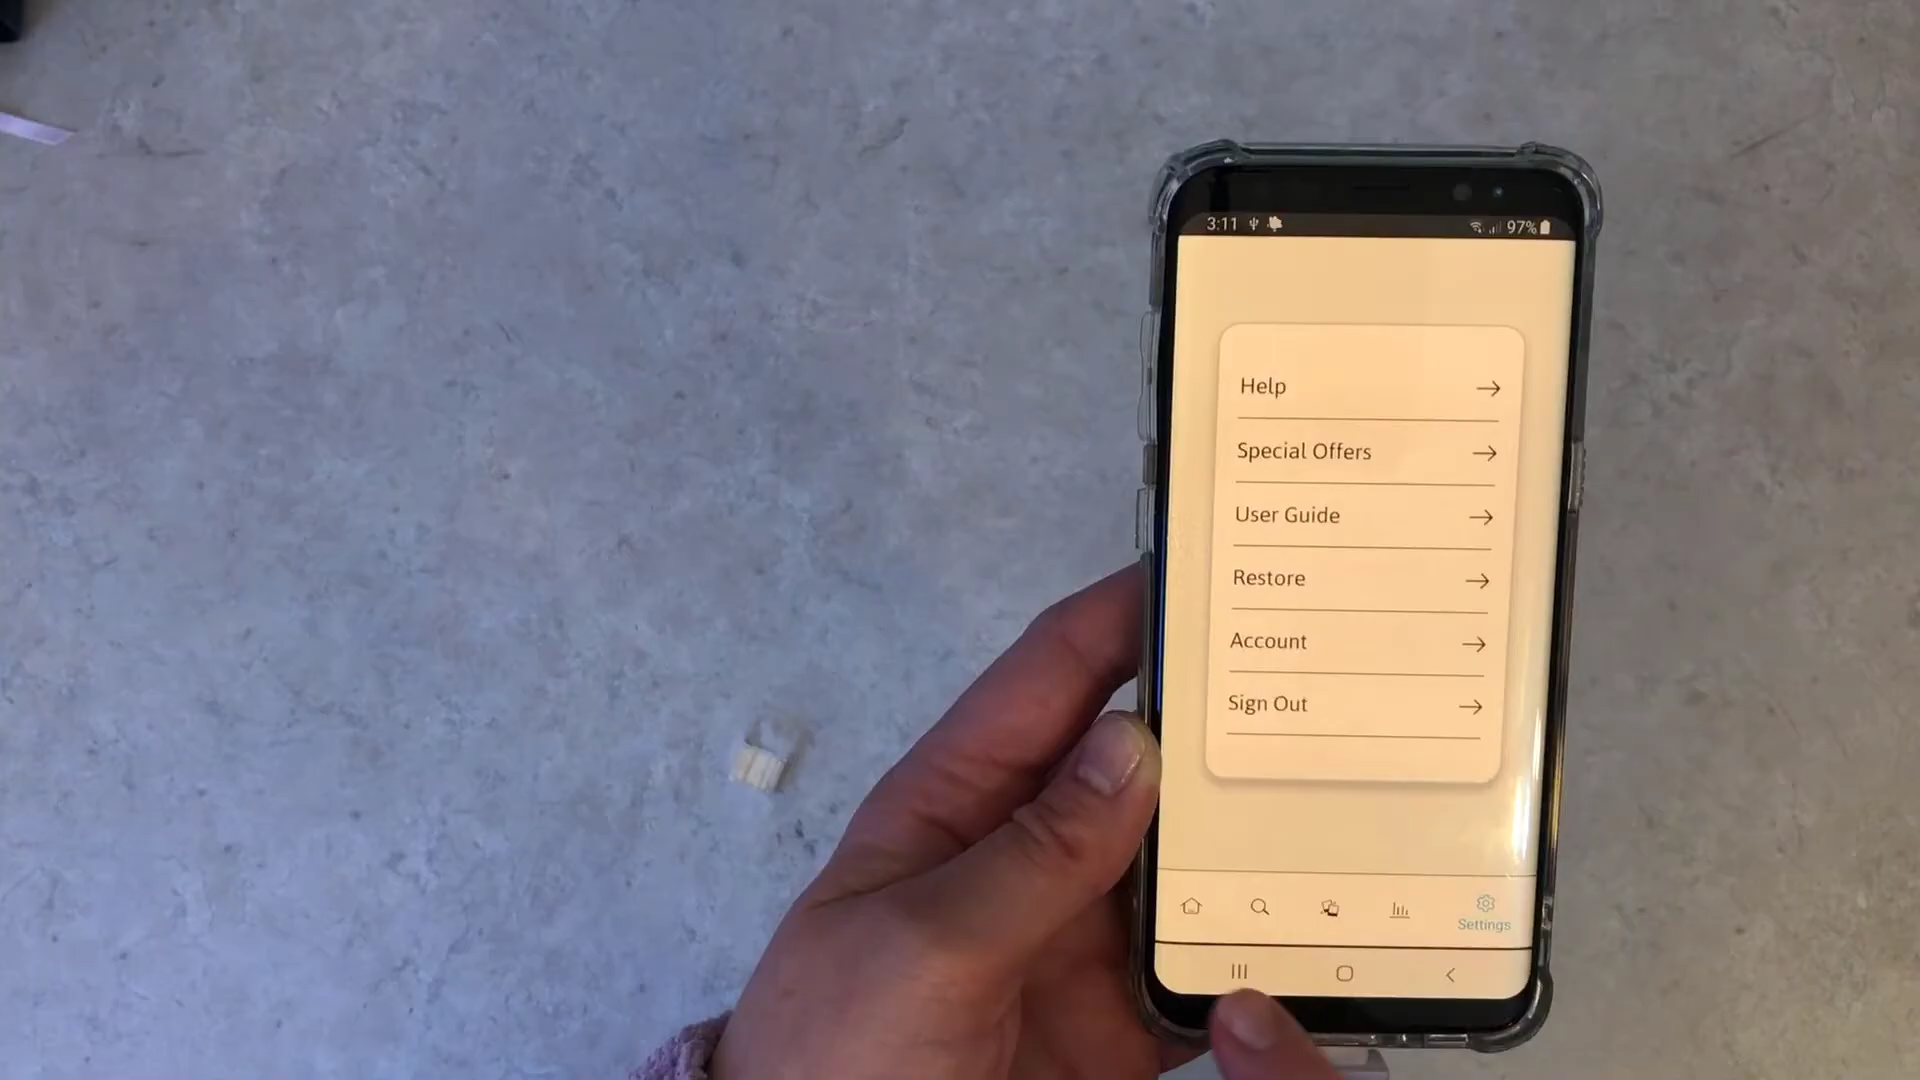 3:11 97%
Help
Special Offers
User Guide
Restore
Account
Sign Out
Settings